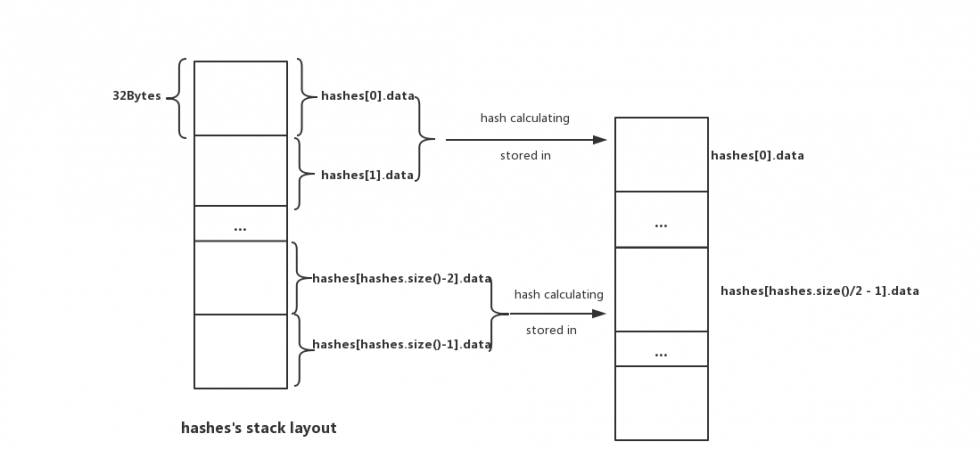 32Bytes
hashes[0].data
hash calculating
stored in
hashes[0].data
hashes[1].data
...
...
hashes[hashes.size()-2].data
hash calculating
stored in
hashes[hashes.size()/2 - 1].data
hashes[hashes.size()-1].data
...
hashes's stack layout